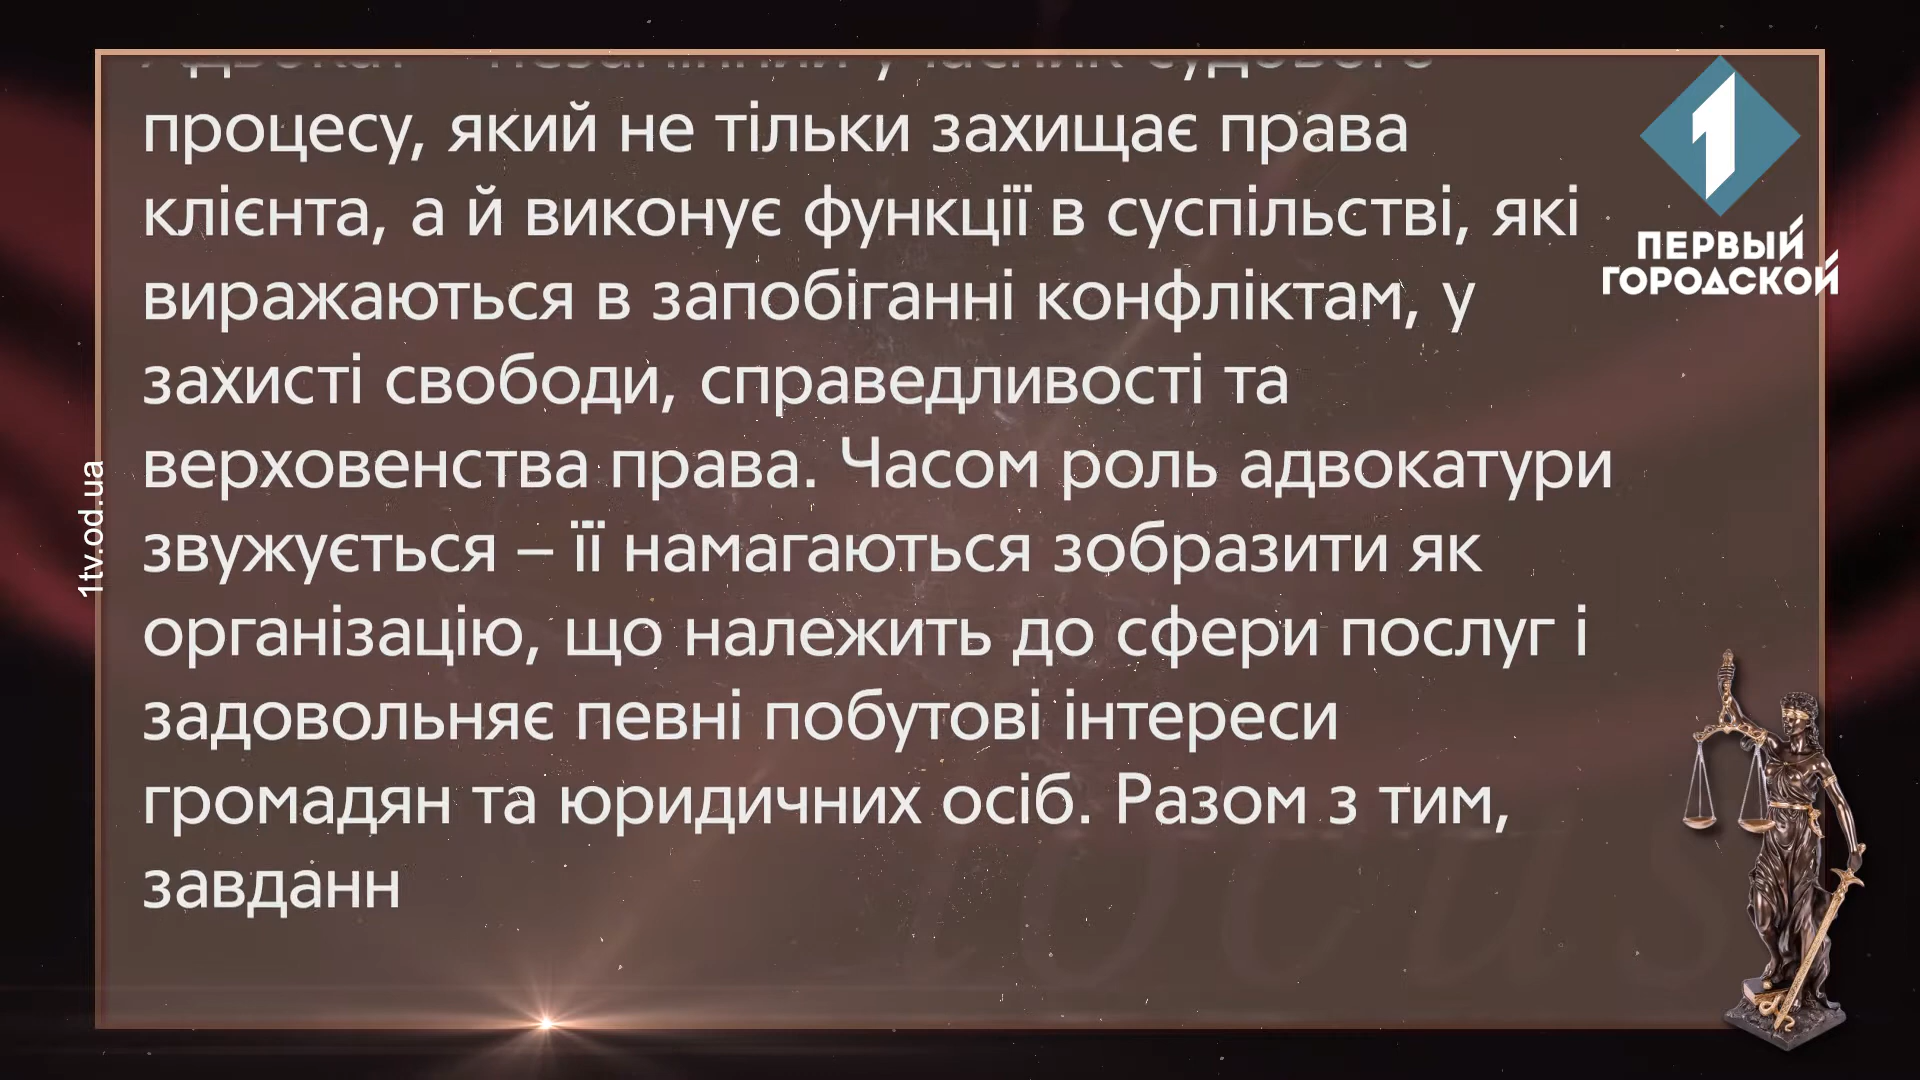 процесу, який не тільки захищає права
клієнта, а й виконує функції в суспільстві, які
виражаються в запобіганні конфліктам, у
захисті свободи, справедливості та
верховенства права. Часом роль адвокатури
звужується – її намагаються зобразити як
організацію, що належить до сфери послуг і
задовольняє певні побутові інтереси
громадян та юридичних осіб. Разом з тим,
завданн
1
ПЕРВЫЙ
ГОРОДСКОЙ
1tv.od.ua